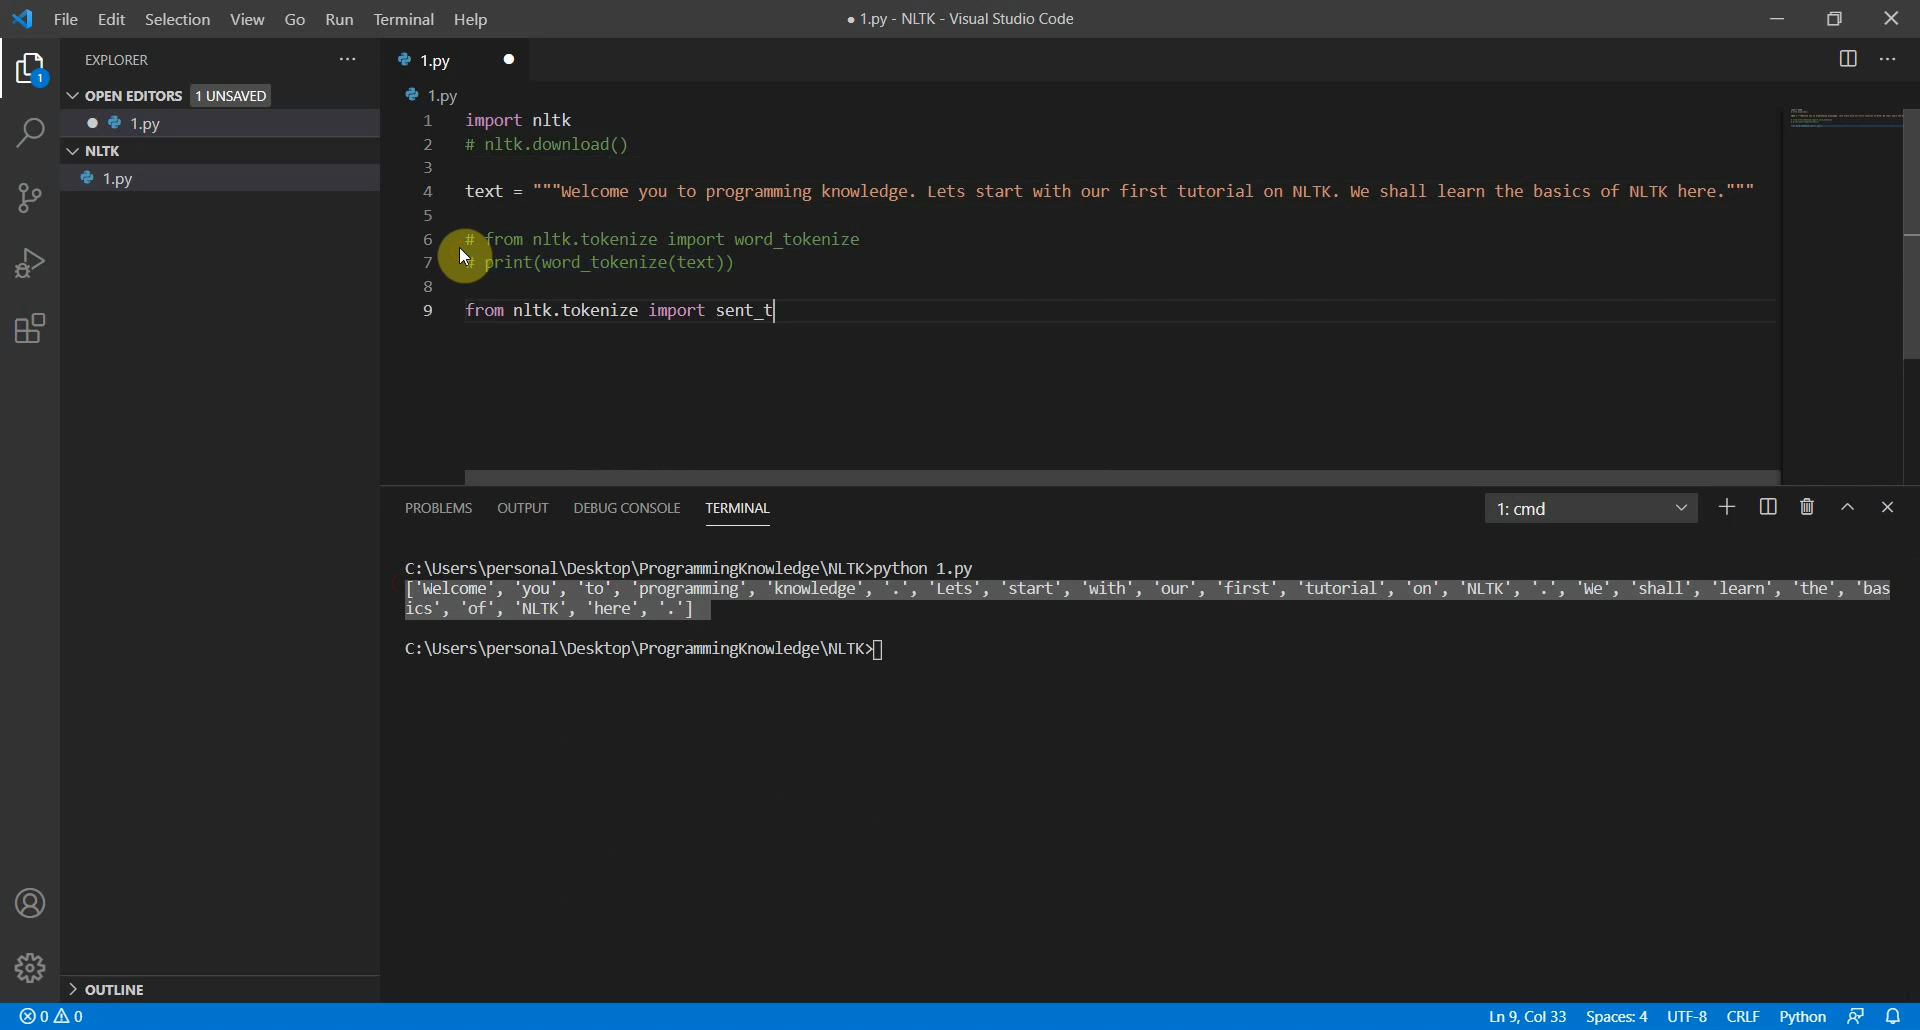 File Edit Selection View Go Run Terminal Help
● 1.py - NLTK - Visual Studio Code
EXPLORER
1
OPEN EDITORS 1 UNSAVED
1.py
NLTK
1.py
OUTLINE
1.py
1.py
1 import nltk
2 # nltk.download()
3
4 text = """Welcome you to programming knowledge. Lets start with our first tutorial on NLTK. We shall learn the basics of NLTK here."""
5
6 # from nltk.tokenize import word_tokenize
7 # print(word_tokenize(text))
8
9 from nltk.tokenize import sent_t
PROBLEMS OUTPUT DEBUG CONSOLE TERMINAL
1: cmd
C:\Users\personal\Desktop\ProgrammingKnowledge\NLTK>python 1.py
['Welcome', 'you', 'to', 'programming', 'knowledge', '.', 'Lets', 'start', 'with', 'our', 'first', 'tutorial', 'on', 'NLTK', '.', 'We', 'shall', 'learn', 'the', 'bas
ics', 'of', 'NLTK', 'here', '.']
C:\Users\personal\Desktop\ProgrammingKnowledge\NLTK>
0 0
Ln 9, Col 33 Spaces: 4 UTF-8 CRLF Python